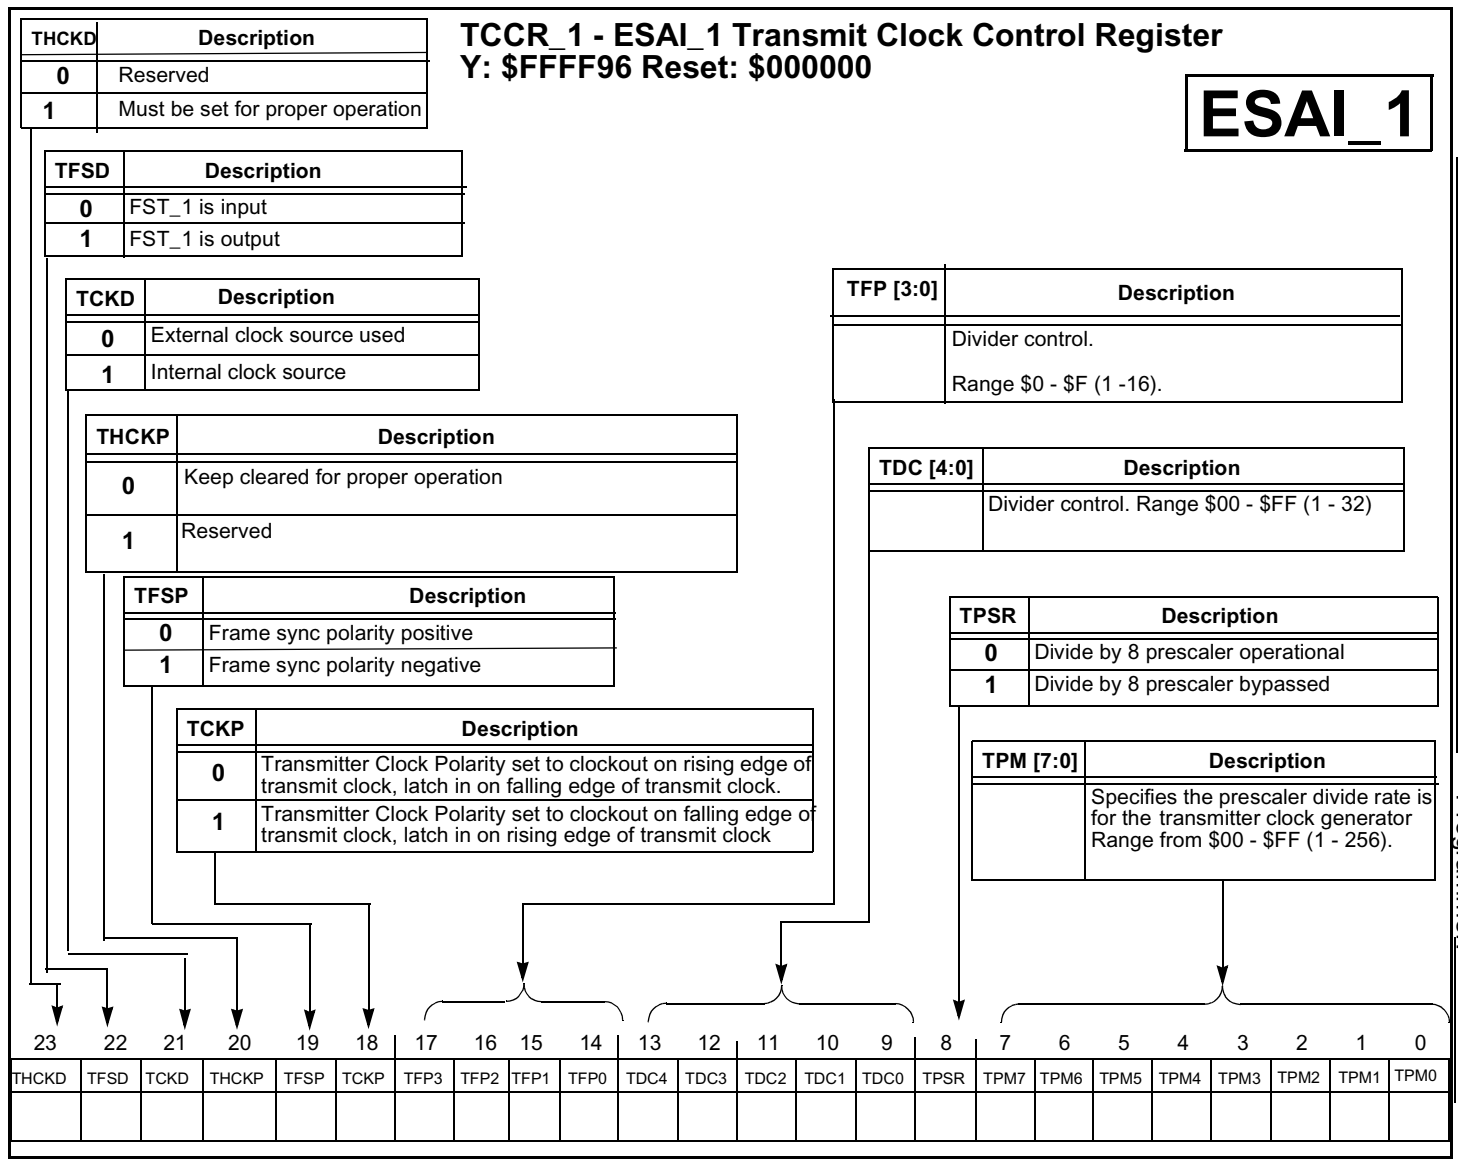 TCCR_1 - ESAI_1 Transmit Clock Control Register
Y: $FFFF96 Reset: $000000
ESAI_1
THCKD Description
0 Reserved
1 Must be set for proper operation
TFSD Description
0 FST_1 is input
1 FST_1 is output
TCKD Description
0 External clock source used
1 Internal clock source
THCKP Description
0 Keep cleared for proper operation
1 Reserved
TFSP Description
0 Frame sync polarity positive
1 Frame sync polarity negative
TCKP Description
0 Transmitter Clock Polarity set to clockout on rising edge of
transmit clock, latch in on falling edge of transmit clock.
1 Transmitter Clock Polarity set to clockout on falling edge of
transmit clock, latch in on rising edge of transmit clock
TFP [3:0] Description
Divider control.
Range $0 - $F (1 -16).
TDC [4:0] Description
Divider control. Range $00 - $FF (1 - 32)
TPSR Description
0 Divide by 8 prescaler operational
1 Divide by 8 prescaler bypassed
TPM [7:0] Description
Specifies the prescaler divide rate is
for the transmitter clock generator
Range from $00 - $FF (1 - 256).
23 22 21 20 19 18 17 16 15 14 13 12 11 10 9 8 7 6 5 4 3 2 1 0
THCKD TFSD TCKD THCKP TFSP TCKP TFP3 TFP2 TFP1 TFP0 TDC4 TDC3 TDC2 TDC1 TDC0 TPSR TPM7 TPM6 TPM5 TPM4 TPM3 TPM2 TPM1 TPM0